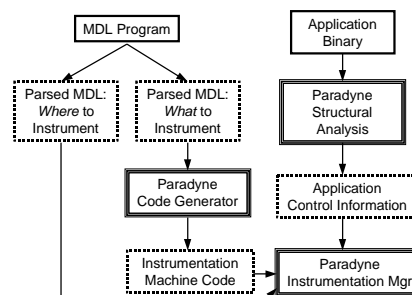 MDL Program
Application
Binary
Parsed MDL:
Where to
Instrument
Parsed MDL:
What to
Instrument
Paradyne
Structural
Analysis
Paradyne
Code Generator
Application
Control Information
Instrumentation
Machine Code
Paradyne
Instrumentation Mgr